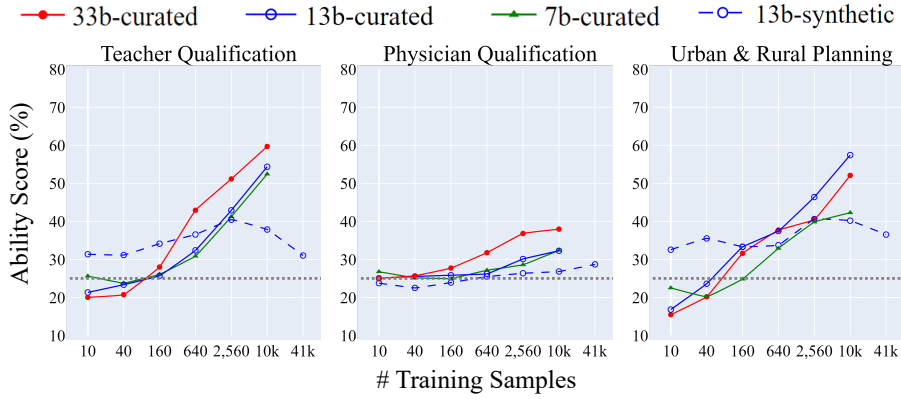 33b-curated 13b-curated 7b-curated 13b-synthetic
Teacher Qualification Physician Qualification Urban & Rural Planning
Ability Score (%)
80 80 80
70 70 70
60 60 60
50 50 50
40 40 40
30 30 30
20 20 20
10 10 10
10 40 160 640 2,560 10k 41k 10 40 160 640 2,560 10k 41k 10 40 160 640 2,560 10k 41k
# Training Samples